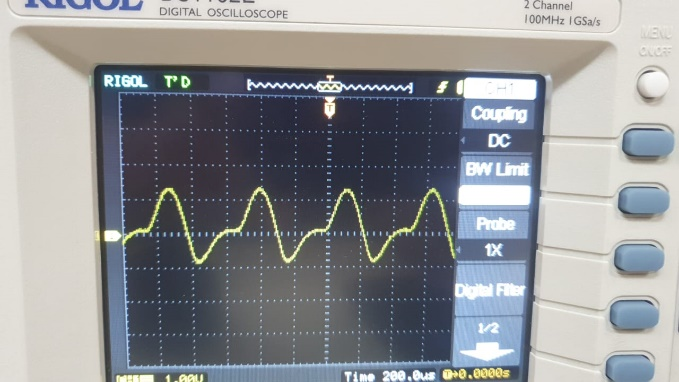 RIGOL
DIGITAL OSCILLOSCOPE
2 Channel
100MHz 1GSa/s
MENU
ON/OFF
RIGOL T'D
T
CH1
Coupling
DC
BW Limit
Probe
1X
Digital Filter
1/2
1.00V Time 200.0us T→0.0000s